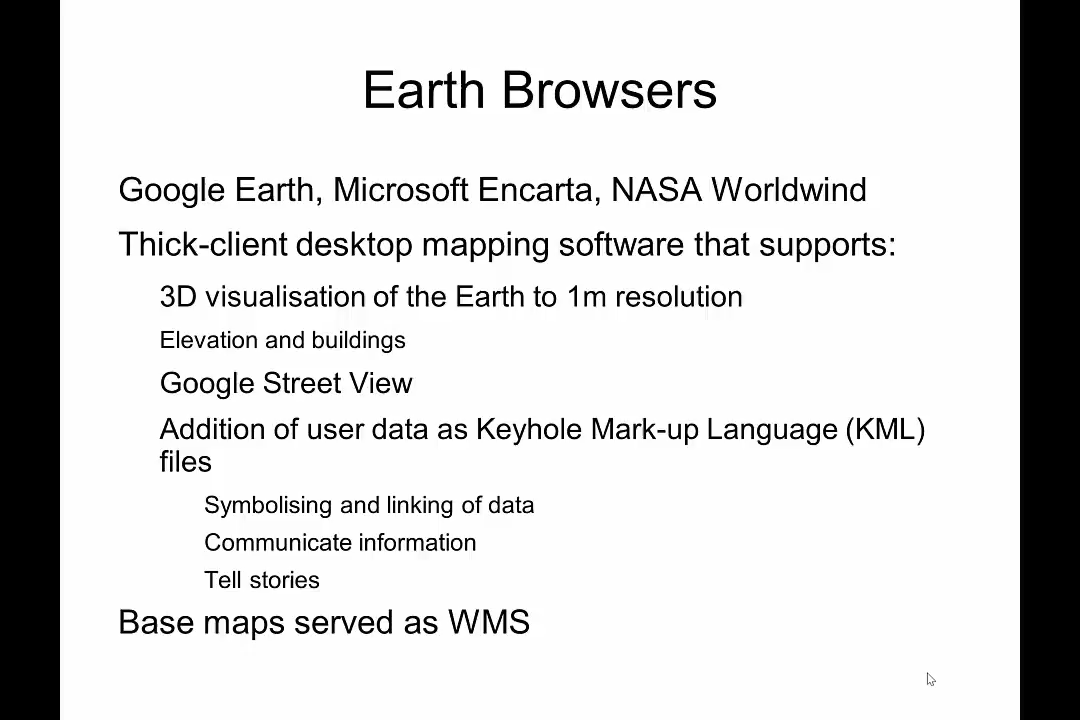 Earth Browsers
Google Earth, Microsoft Encarta, NASA Worldwind
Thick-client desktop mapping software that supports:
3D visualisation of the Earth to 1m resolution
Elevation and buildings
Google Street View
Addition of user data as Keyhole Mark-up Language (KML)
files
Symbolising and linking of data
Communicate information
Tell stories
Base maps served as WMS